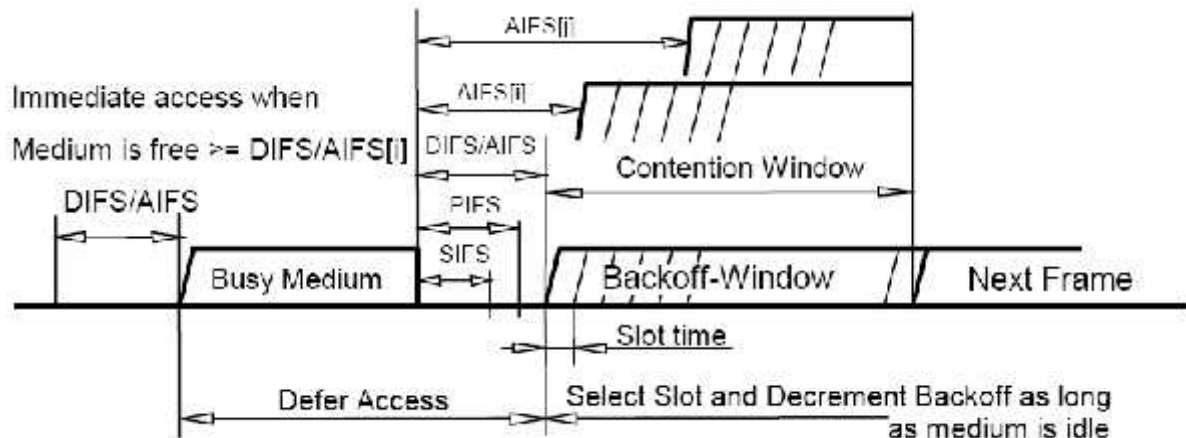 AIFS[j]
Immediate access when
AIFS[i]
Medium is free >= DIFS/AIFS[i]
DIFS/AIFS
Contention Window
DIFS/AIFS
PIFS
SIFS
Busy Medium
Backoff-Window
Next Frame
Slot time
Defer Access
Select Slot and Decrement Backoff as long
as medium is idle